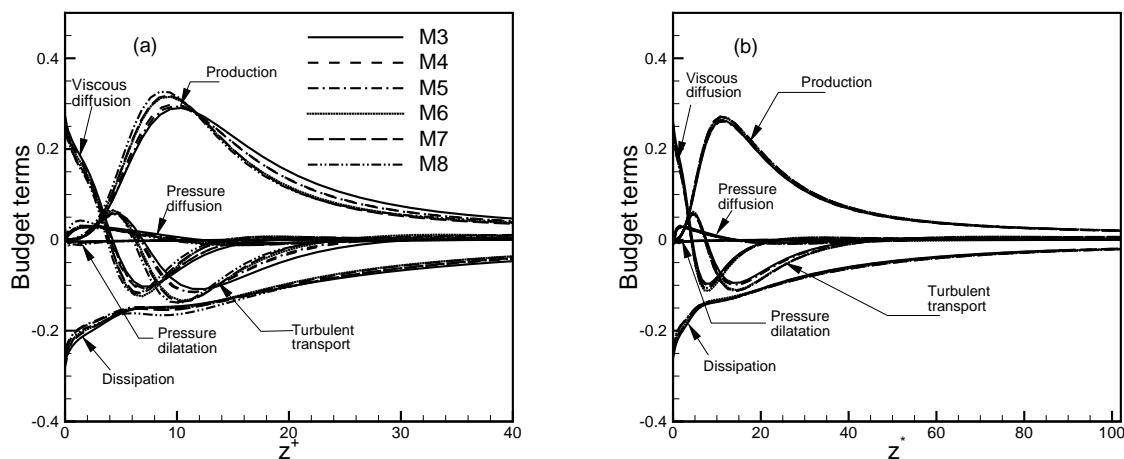 (a)
M3
M4
M5
M6
M7
M8
Production
Viscous
diffusion
Pressure
diffusion
Pressure
dilatation
Turbulent
transport
Dissipation
Budget terms
0.4
0.2
0
-0.2
-0.4
0 10 20 30 40
z+
(b)
Viscous
diffusion
Production
Pressure
diffusion
Turbulent
transport
Pressure
dilatation
Dissipation
Budget terms
0.4
0.2
0
-0.2
-0.4
0 20 40 60 80 100
z*